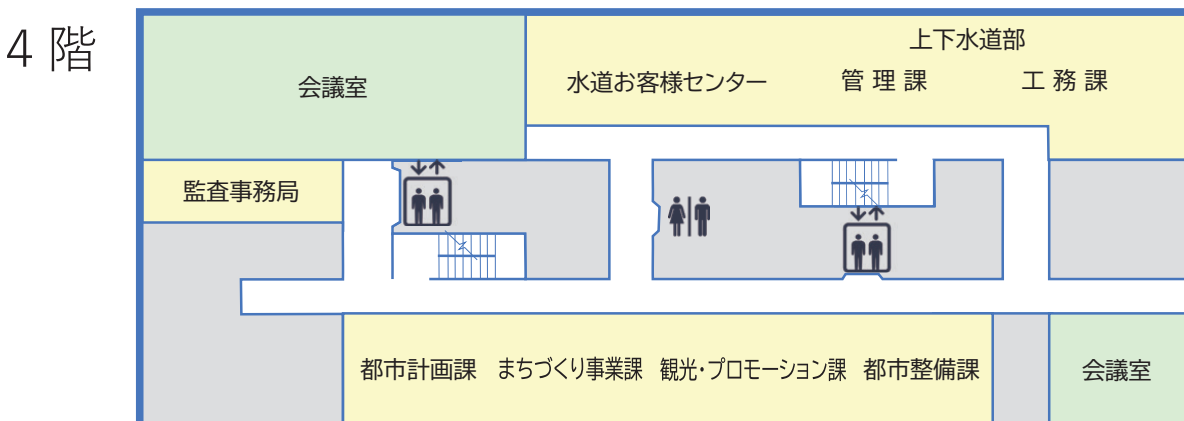 4 階
会議室
上下水道部
水道お客様センター 管 理 課 工 務 課
監査事務局
都市計画課 まちづくり事業課 観光・プロモーション課 都市整備課
会議室